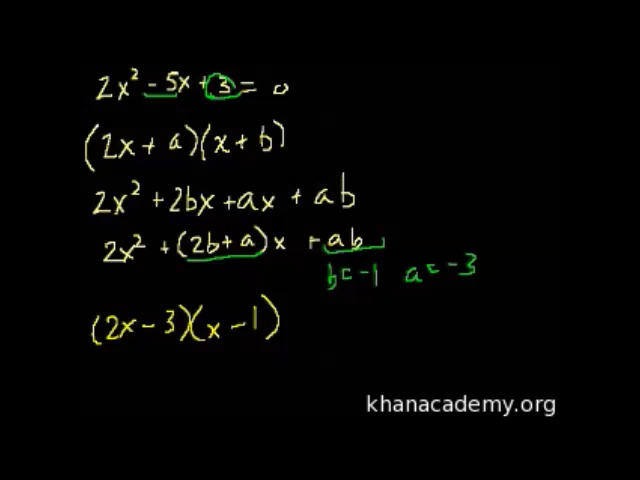 2x² - 5x + 3 = 0
(2x + a)(x + b)
2x² + 2bx + ax + ab
2x² + (2b + a)x + ab
b = -1 a = -3
(2x - 3)(x - 1)
khanacademy.org